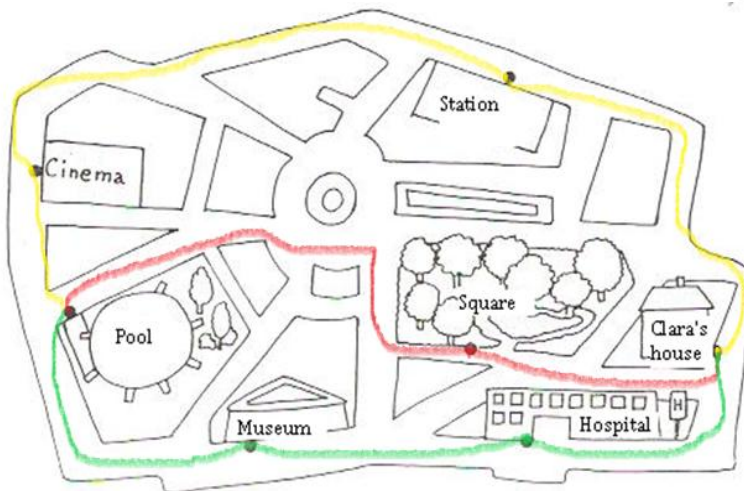 Station
Cinema
Square
Clara's
house
Pool
Museum
Hospital
H